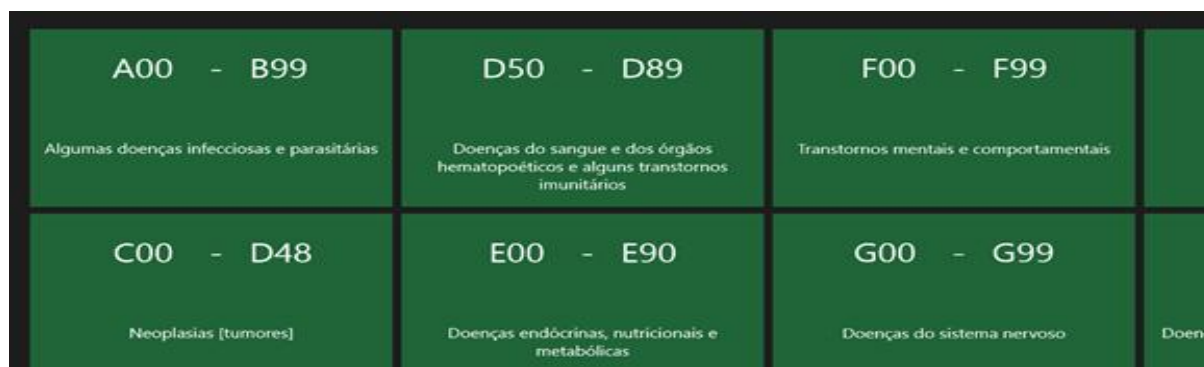 A00 - B99
Algumas doenças infecciosas e parasitárias
D50 - D89
Doenças do sangue e dos órgãos
hematopoéticos e alguns transtornos
imunitários
F00 - F99
Transtornos mentais e comportamentais
C00 - D48
Neoplasias [tumores]
E00 - E90
Doenças endócrinas, nutricionais e
metabólicas
G00 - G99
Doenças do sistema nervoso